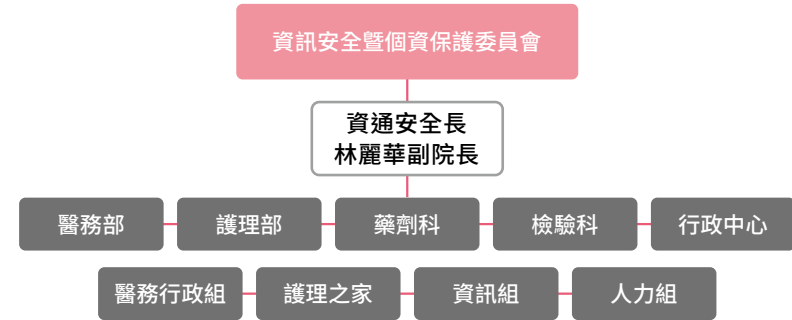 資訊安全暨個資保護委員會
資通安全長
林麗華副院長
醫務部
護理部
藥劑科
檢驗科
行政中心
醫務行政組
護理之家
資訊組
人力組